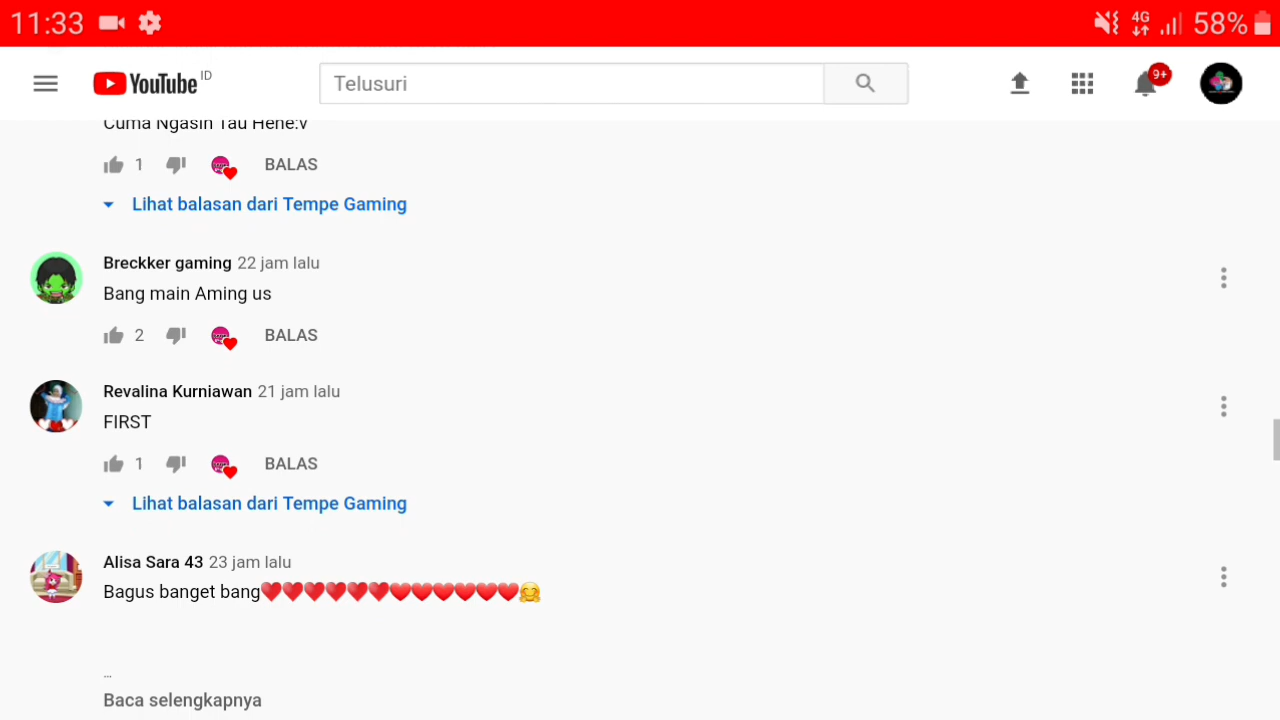 11:33 4G 58%
YouTube ID Telusuri 9+
Cuma Ngasih Tau Hehe:v
1 BALAS
Lihat balasan dari Tempe Gaming
Breckker gaming 22 jam lalu
Bang main Aming us
2 BALAS
Revalina Kurniawan 21 jam lalu
FIRST
1 BALAS
Lihat balasan dari Tempe Gaming
Alisa Sara 43 23 jam lalu
Bagus banget bang♥️♥️♥️♥️♥️♥️❤️❤️❤️❤️❤️❤️🤗
...
Baca selengkapnya